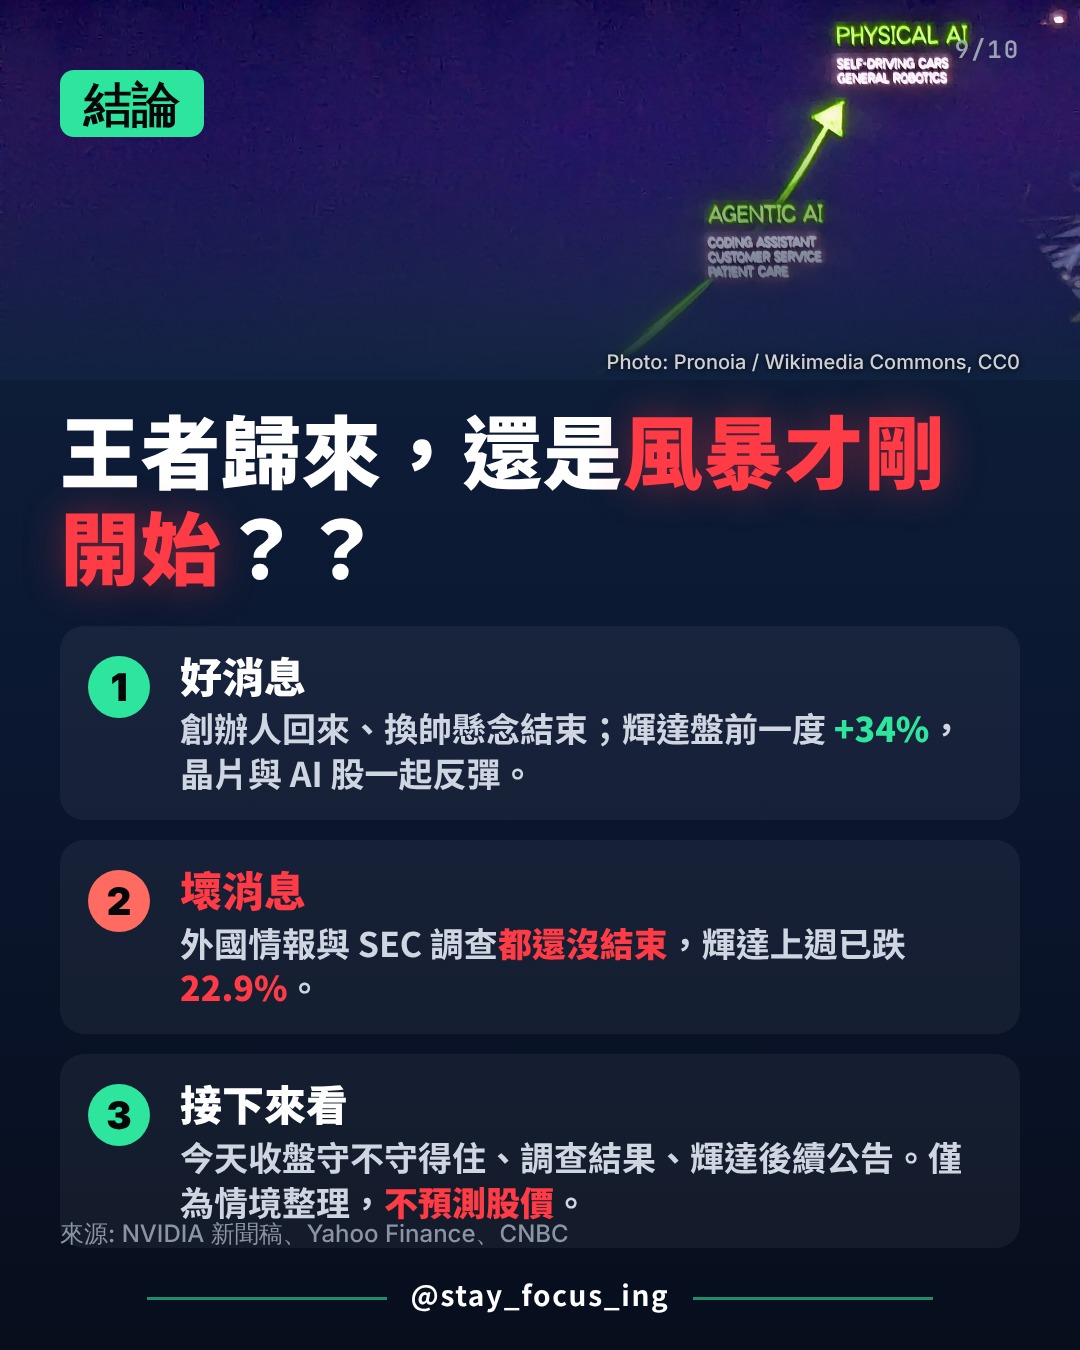 PHYSICAL AI
9/10
SELF-DRIVING CARS
GENERAL ROBOTICS
結論
AGENTIC AI
CODING ASSISTANT
CUSTOMER SERVICE
PATIENT CARE
Photo: Pronoia / Wikimedia Commons, CC0
王者歸來，還是風暴才剛
開始？？
1
好消息
創辦人回來、換帥懸念結束；輝達盤前一度 +34%，
晶片與 AI 股一起反彈。
2
壞消息
外國情報與 SEC 調查都還沒結束，輝達上週已跌
22.9%。
3
接下來看
今天收盤守不守得住、調查結果、輝達後續公告。僅
為情境整理，不預測股價。
來源: NVIDIA 新聞稿、Yahoo Finance、CNBC
@stay_focus_ing